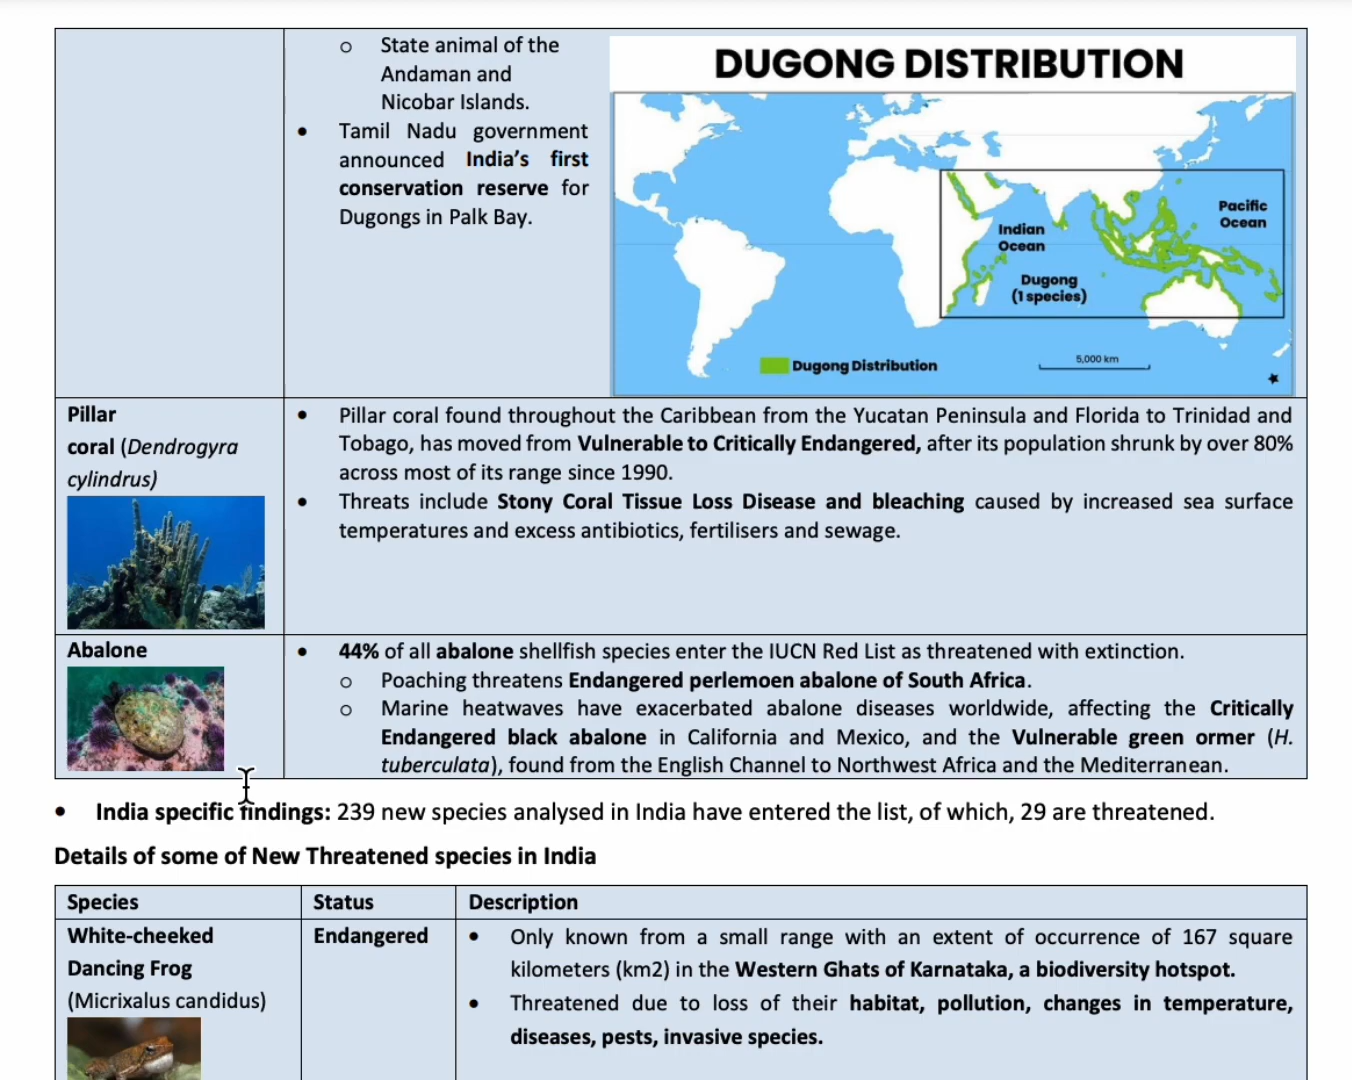 ○ State animal of the
Andaman and
Nicobar Islands.
• Tamil Nadu government
announced India’s first
conservation reserve for
Dugongs in Palk Bay.
DUGONG DISTRIBUTION
Pacific
Ocean
Indian
Ocean
Dugong
(1 species)
Dugong Distribution
5,000 km
Pillar
coral (Dendrogyra
cylindrus)
• Pillar coral found throughout the Caribbean from the Yucatan Peninsula and Florida to Trinidad and
Tobago, has moved from Vulnerable to Critically Endangered, after its population shrunk by over 80%
across most of its range since 1990.
• Threats include Stony Coral Tissue Loss Disease and bleaching caused by increased sea surface
temperatures and excess antibiotics, fertilisers and sewage.
Abalone
• 44% of all abalone shellfish species enter the IUCN Red List as threatened with extinction.
○ Poaching threatens Endangered perlemoen abalone of South Africa.
○ Marine heatwaves have exacerbated abalone diseases worldwide, affecting the Critically
Endangered black abalone in California and Mexico, and the Vulnerable green ormer (H.
tuberculata), found from the English Channel to Northwest Africa and the Mediterranean.
• India specific findings: 239 new species analysed in India have entered the list, of which, 29 are threatened.
Details of some of New Threatened species in India
Species Status Description
White-cheeked
Dancing Frog
(Micrixalus candidus)
Endangered
• Only known from a small range with an extent of occurrence of 167 square
kilometers (km2) in the Western Ghats of Karnataka, a biodiversity hotspot.
• Threatened due to loss of their habitat, pollution, changes in temperature,
diseases, pests, invasive species.